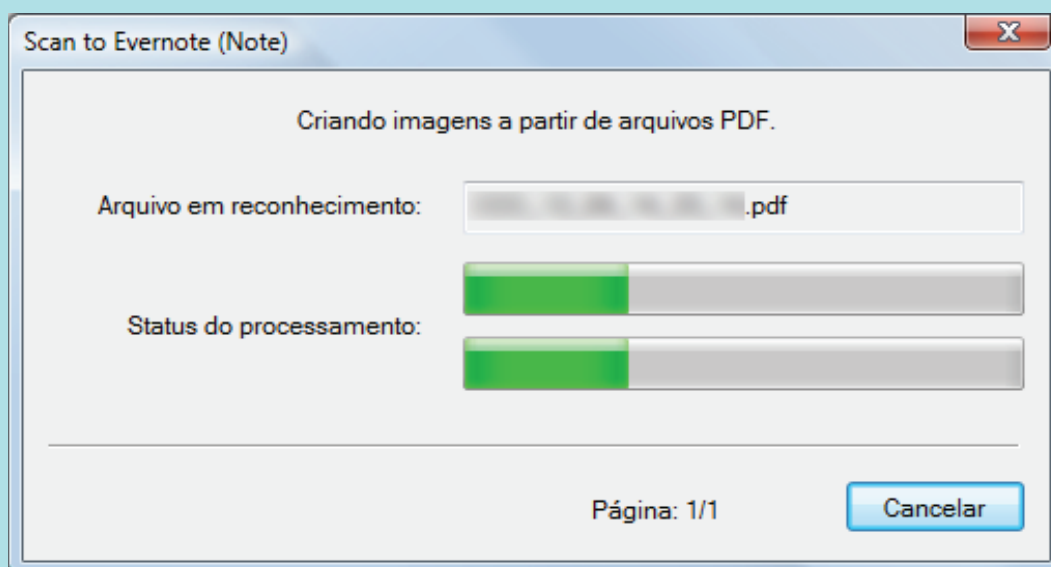 Scan to Evernote (Note)
Criando imagens a partir de arquivos PDF.
Arquivo em reconhecimento: .pdf
Status do processamento:
Página: 1/1 Cancelar